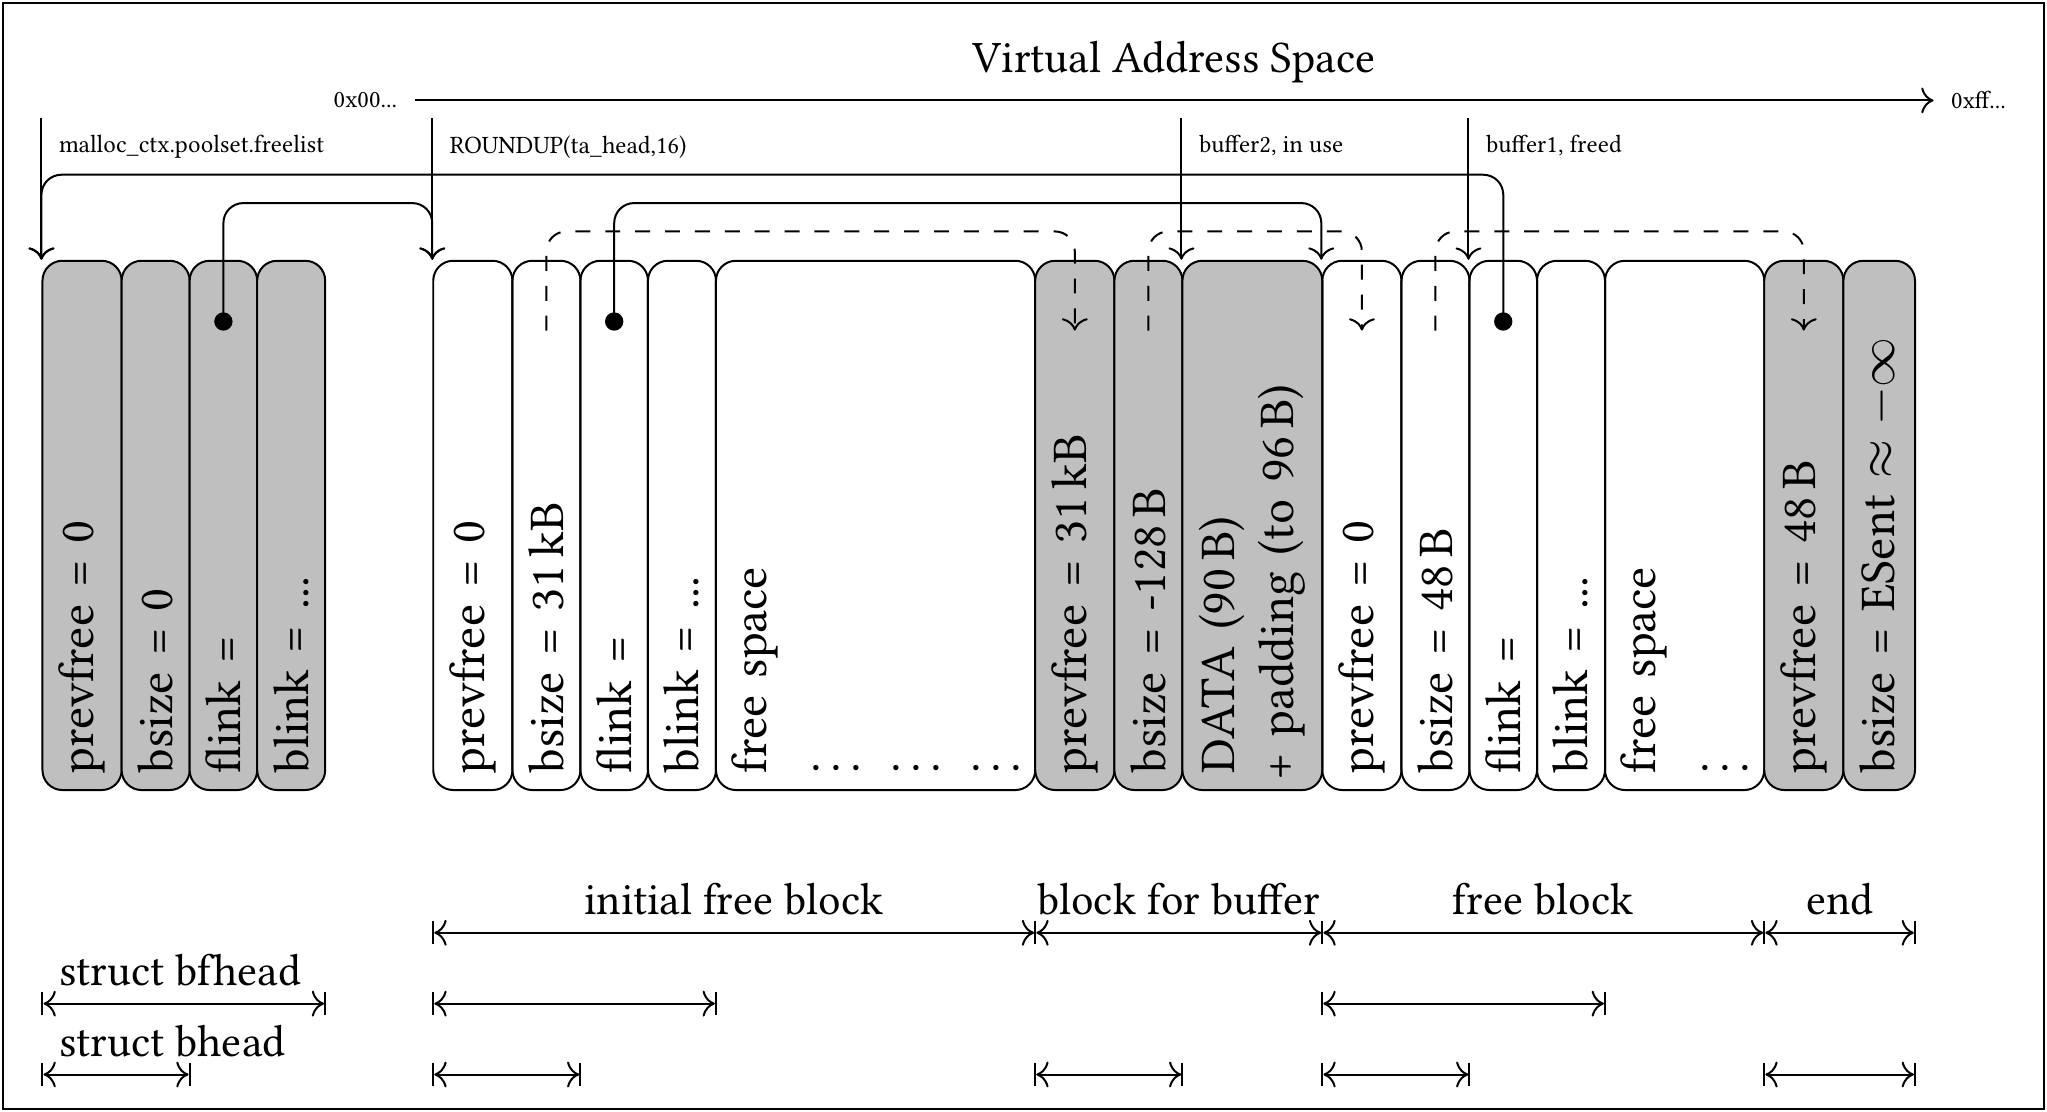 Virtual Address Space
0x00...
0xff...
malloc_ctx.poolset.freelist
ROUNDUP(ta_head,16)
buffer2, in use
buffer1, freed
prevfree = 0
bsize = 0
flink =
blink = ...
prevfree = 0
bsize = 31 kB
flink =
blink = ...
free space
... ... ...
prevfree = 31 kB
bsize = -128 B
DATA (90 B)
+ padding (to 96 B)
prevfree = 0
bsize = 48 B
flink =
blink = ...
free space
...
prevfree = 48 B
bsize = ESent ≈ −∞
initial free block
block for buffer
free block
end
struct bfhead
struct bhead